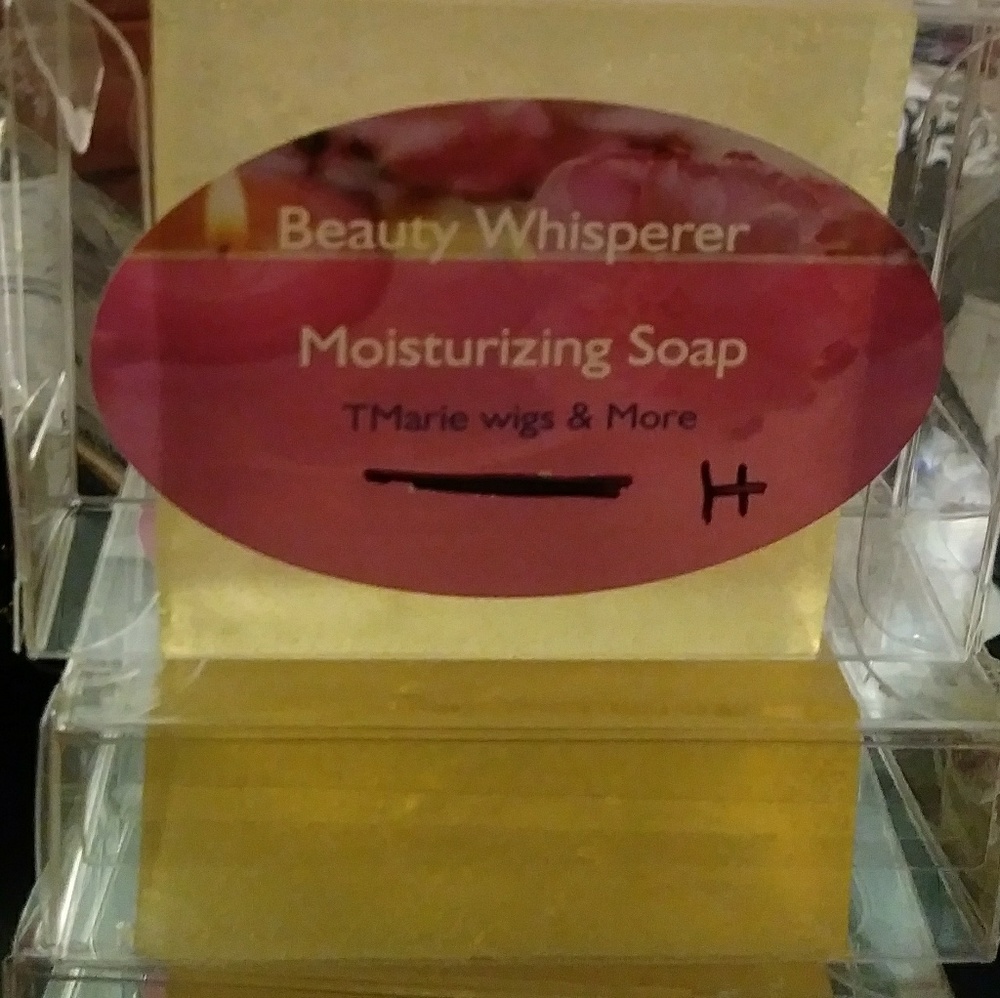 Beauty Whisperer
Moisturizing Soap
TMarie wigs & More
H